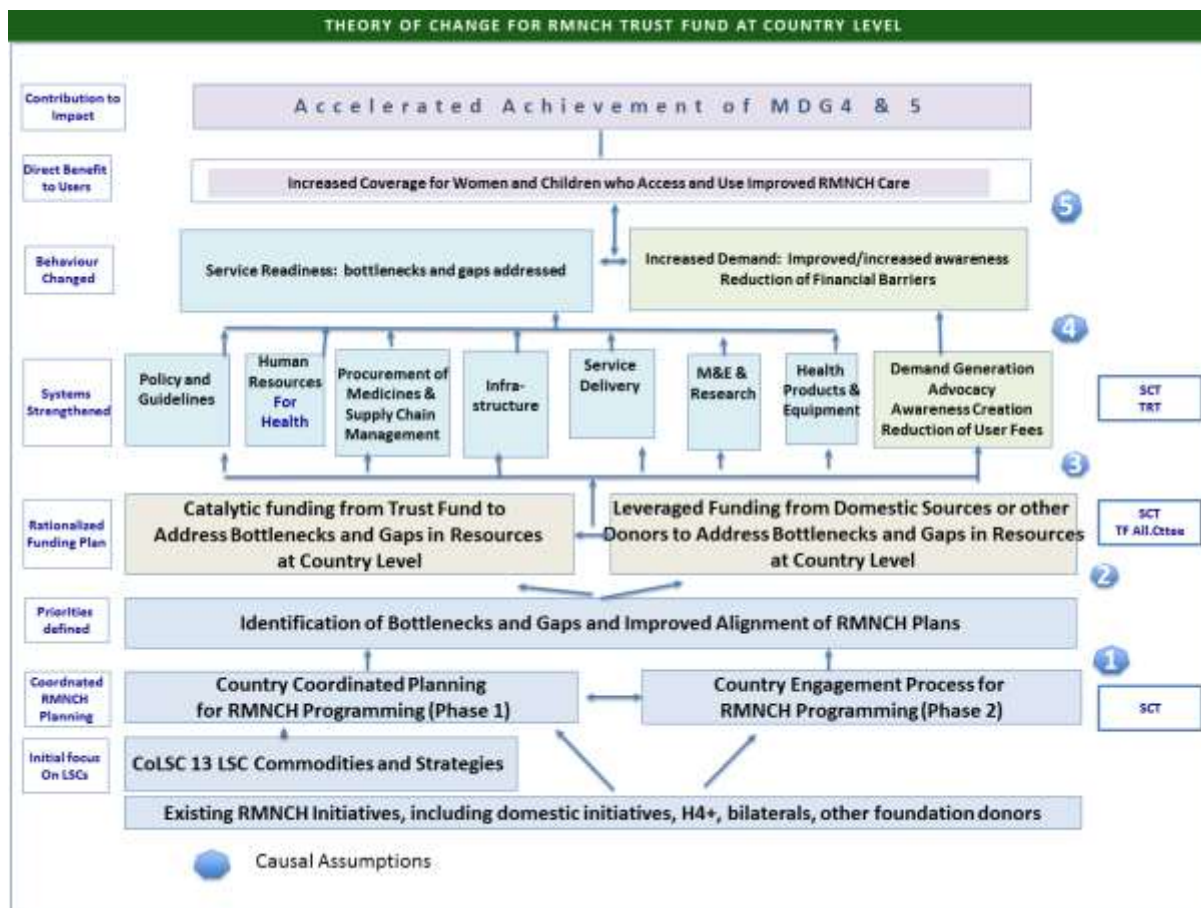 THEORY OF CHANGE FOR RMNCH TRUST FUND AT COUNTRY LEVEL
Contribution to
Impact
Accelerated Achievement of MDG4 & 5
Direct Benefit
to Users
Increased Coverage for Women and Children who Access and Use Improved RMNCH Care
5
Behaviour
Changed
Service Readiness: bottlenecks and gaps addressed
Increased Demand: Improved/increased awareness
Reduction of Financial Barriers
4
Systems
Strengthened
Policy and
Guidelines
Human
Resources
For
Health
Procurement of
Medicines &
Supply Chain
Management
Infra-
structure
Service
Delivery
M&E &
Research
Health
Products &
Equipment
Demand Generation
Advocacy
Awareness Creation
Reduction of User Fees
SCT
TRT
3
Rationalized
Funding Plan
Catalytic funding from Trust Fund to
Address Bottlenecks and Gaps in Resources
at Country Level
Leveraged Funding from Domestic Sources or other
Donors to Address Bottlenecks and Gaps in Resources
at Country Level
SCT
TF All.Cttee
2
Priorities
defined
Identification of Bottlenecks and Gaps and Improved Alignment of RMNCH Plans
1
Coordnated
RMNCH
Planning
Country Coordinated Planning
for RMNCH Programming (Phase 1)
Country Engagement Process for
RMNCH Programming (Phase 2)
SCT
Initial focus
On LSCs
CoLSC 13 LSC Commodities and Strategies
Existing RMNCH Initiatives, including domestic initiatives, H4+, bilaterals, other foundation donors
Causal Assumptions